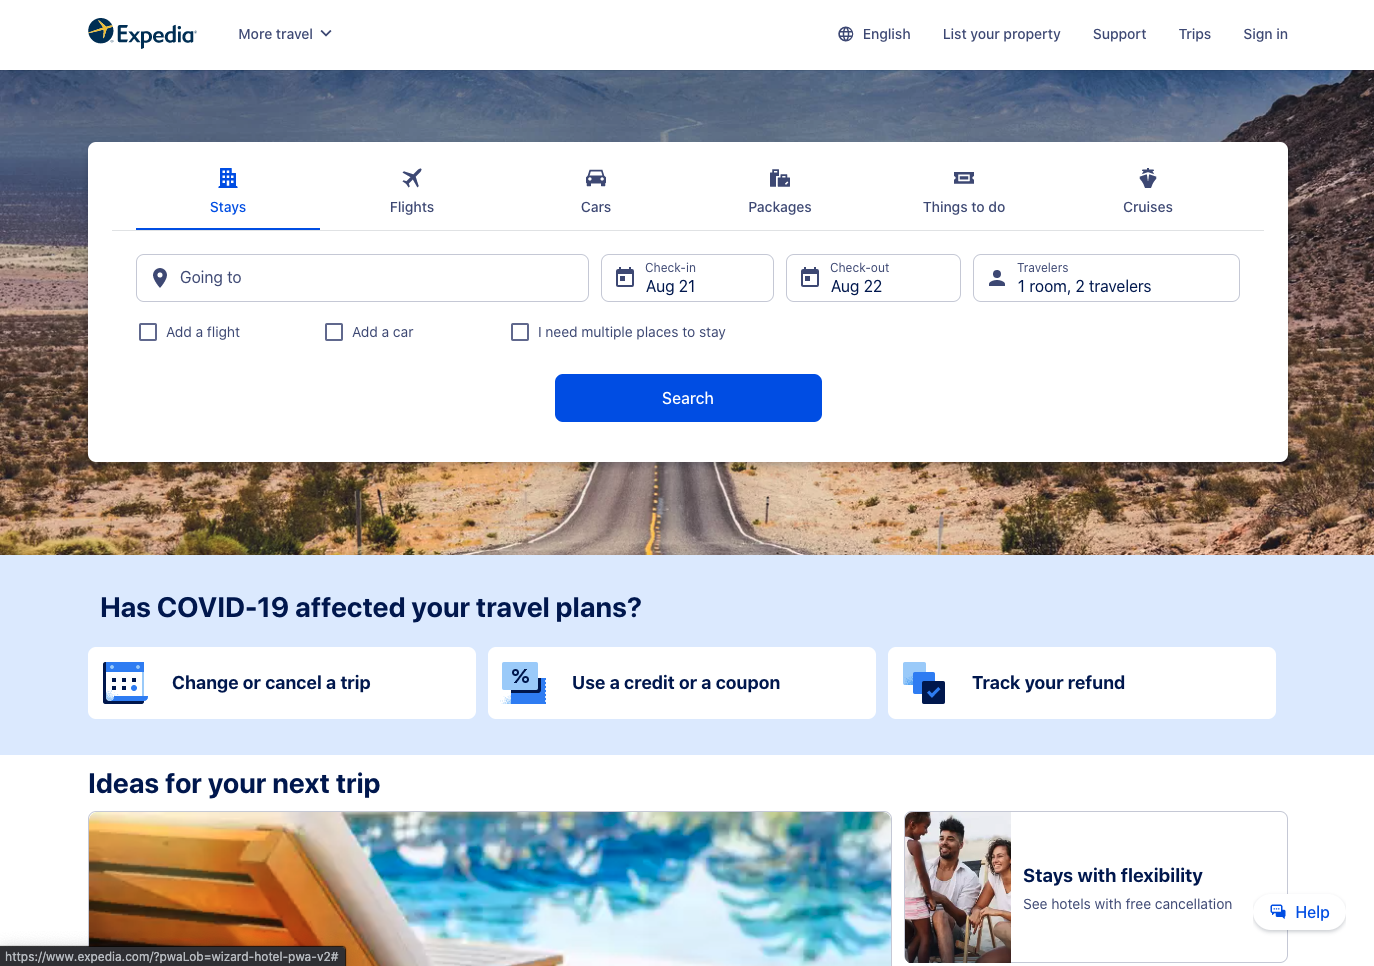 Expedia
More travel
English
List your property
Support
Trips
Sign in
Stays
Flights
Cars
Packages
Things to do
Cruises
Going to
Check-in
Aug 21
Check-out
Aug 22
Travelers
1 room, 2 travelers
Add a flight
Add a car
I need multiple places to stay
Search
Has COVID-19 affected your travel plans?
Change or cancel a trip
%
Use a credit or a coupon
Track your refund
Ideas for your next trip
Stays with flexibility
See hotels with free cancellation
Help
https://www.expedia.com/?pwaLob=wizard-hotel-pwa-v2#